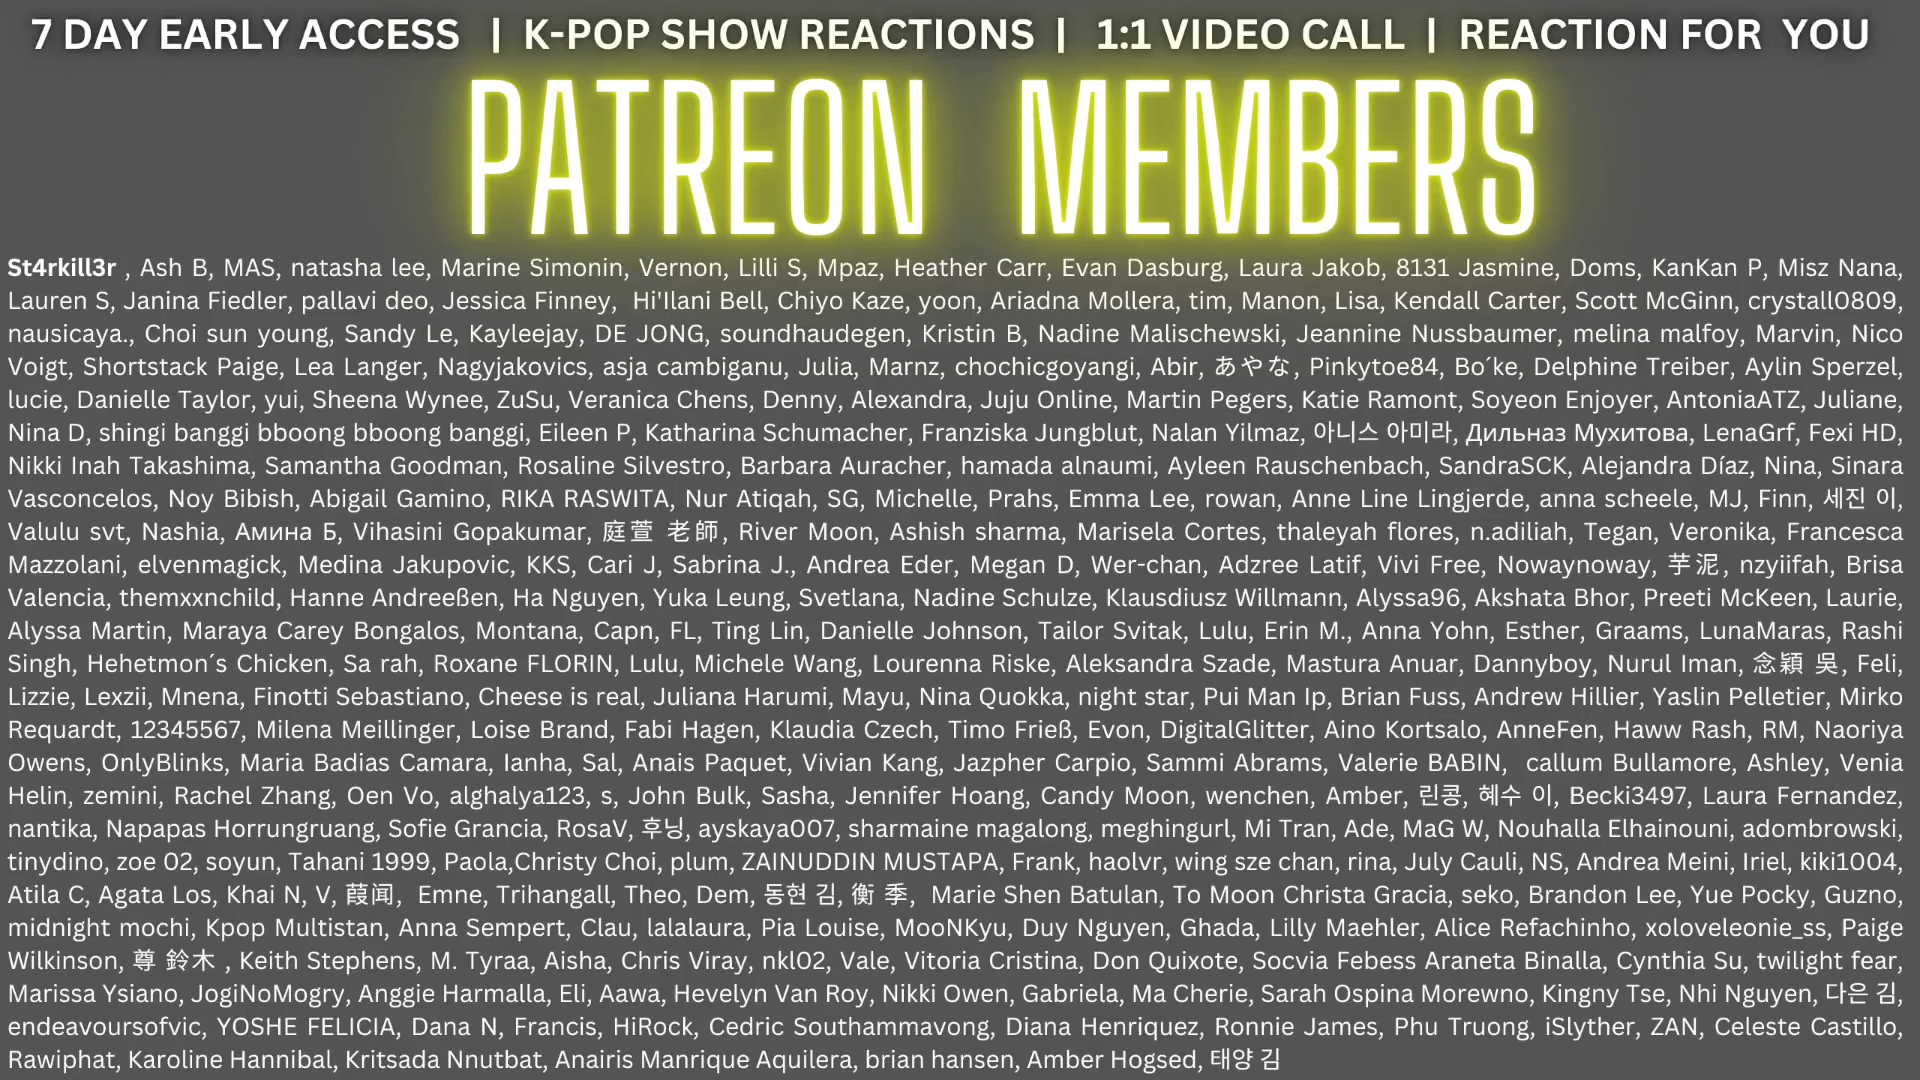 7 DAY EARLY ACCESS | K-POP SHOW REACTIONS | 1:1 VIDEO CALL | REACTION FOR YOU
PATREON MEMBERS
St4rkill3r , Ash B, MAS, natasha lee, Marine Simonin, Vernon, Lilli S, Mpaz, Heather Carr, Evan Dasburg, Laura Jakob, 8131 Jasmine, Doms, KanKan P, Misz Nana,
Lauren S, Janina Fiedler, pallavi deo, Jessica Finney, Hi'Ilani Bell, Chiyo Kaze, yoon, Ariadna Mollera, tim, Manon, Lisa, Kendall Carter, Scott McGinn, crystall0809,
nausicaya., Choi sun young, Sandy Le, Kayleejay, DE JONG, soundhaudegen, Kristin B, Nadine Malischewski, Jeannine Nussbaumer, melina malfoy, Marvin, Nico
Voigt, Shortstack Paige, Lea Langer, Nagyjakovics, asja cambiganu, Julia, Marnz, chochicgoyangi, Abir, あやな, Pinkytoe84, Bo´ke, Delphine Treiber, Aylin Sperzel,
lucie, Danielle Taylor, yui, Sheena Wynee, ZuSu, Veranica Chens, Denny, Alexandra, Juju Online, Martin Pegers, Katie Ramont, Soyeon Enjoyer, AntoniaATZ, Juliane,
Nina D, shingi banggi bboong bboong banggi, Eileen P, Katharina Schumacher, Franziska Jungblut, Nalan Yilmaz, 아니스 아미라, Дильназ Мухитова, LenaGrf, Fexi HD,
Nikki Inah Takashima, Samantha Goodman, Rosaline Silvestro, Barbara Auracher, hamada alnaumi, Ayleen Rauschenbach, SandraSCK, Alejandra Díaz, Nina, Sinara
Vasconcelos, Noy Bibish, Abigail Gamino, RIKA RASWITA, Nur Atiqah, SG, Michelle, Prahs, Emma Lee, rowan, Anne Line Lingjerde, anna scheele, MJ, Finn, 세진 이,
Valulu svt, Nashia, Амина Б, Vihasini Gopakumar, 庭萱 老師, River Moon, Ashish sharma, Marisela Cortes, thaleyah flores, n.adiliah, Tegan, Veronika, Francesca
Mazzolani, elvenmagick, Medina Jakupovic, KKS, Cari J, Sabrina J., Andrea Eder, Megan D, Wer-chan, Adzree Latif, Vivi Free, Nowaynoway, 芋泥, nzyiifah, Brisa
Valencia, themxxnchild, Hanne Andreeßen, Ha Nguyen, Yuka Leung, Svetlana, Nadine Schulze, Klausdiusz Willmann, Alyssa96, Akshata Bhor, Preeti McKeen, Laurie,
Alyssa Martin, Maraya Carey Bongalos, Montana, Capn, FL, Ting Lin, Danielle Johnson, Tailor Svitak, Lulu, Erin M., Anna Yohn, Esther, Graams, LunaMaras, Rashi
Singh, Hehetmon´s Chicken, Sa rah, Roxane FLORIN, Lulu, Michele Wang, Lourenna Riske, Aleksandra Szade, Mastura Anuar, Dannyboy, Nurul Iman, 念穎 吳, Feli,
Lizzie, Lexzii, Mnena, Finotti Sebastiano, Cheese is real, Juliana Harumi, Mayu, Nina Quokka, night star, Pui Man Ip, Brian Fuss, Andrew Hillier, Yaslin Pelletier, Mirko
Requardt, 12345567, Milena Meillinger, Loise Brand, Fabi Hagen, Klaudia Czech, Timo Frieß, Evon, DigitalGlitter, Aino Kortsalo, AnneFen, Haww Rash, RM, Naoriya
Owens, OnlyBlinks, Maria Badias Camara, Ianha, Sal, Anais Paquet, Vivian Kang, Jazpher Carpio, Sammi Abrams, Valerie BABIN, callum Bullamore, Ashley, Venia
Helin, zemini, Rachel Zhang, Oen Vo, alghalya123, s, John Bulk, Sasha, Jennifer Hoang, Candy Moon, wenchen, Amber, 린콩, 혜수 이, Becki3497, Laura Fernandez,
nantika, Napapas Horrungruang, Sofie Grancia, RosaV, 후닝, ayskaya007, sharmaine magalong, meghingurl, Mi Tran, Ade, MaG W, Nouhalla Elhainouni, adombrowski,
tinydino, zoe 02, soyun, Tahani 1999, Paola,Christy Choi, plum, ZAINUDDIN MUSTAPA, Frank, haolvr, wing sze chan, rina, July Cauli, NS, Andrea Meini, Iriel, kiki1004,
Atila C, Agata Los, Khai N, V, 葭闻, Emne, Trihangall, Theo, Dem, 동현 김, 衡 季, Marie Shen Batulan, To Moon Christa Gracia, seko, Brandon Lee, Yue Pocky, Guzno,
midnight mochi, Kpop Multistan, Anna Sempert, Clau, lalalaura, Pia Louise, MooNKyu, Duy Nguyen, Ghada, Lilly Maehler, Alice Refachinho, xoloveleonie_ss, Paige
Wilkinson, 尊 鈴木 , Keith Stephens, M. Tyraa, Aisha, Chris Viray, nkl02, Vale, Vitoria Cristina, Don Quixote, Socvia Febess Araneta Binalla, Cynthia Su, twilight fear,
Marissa Ysiano, JogiNoMogry, Anggie Harmalla, Eli, Aawa, Hevelyn Van Roy, Nikki Owen, Gabriela, Ma Cherie, Sarah Ospina Morewno, Kingny Tse, Nhi Nguyen, 다은 김,
endeavoursofvic, YOSHE FELICIA, Dana N, Francis, HiRock, Cedric Southammavong, Diana Henriquez, Ronnie James, Phu Truong, iSlyther, ZAN, Celeste Castillo,
Rawiphat, Karoline Hannibal, Kritsada Nnutbat, Anairis Manrique Aquilera, brian hansen, Amber Hogsed, 태양 김